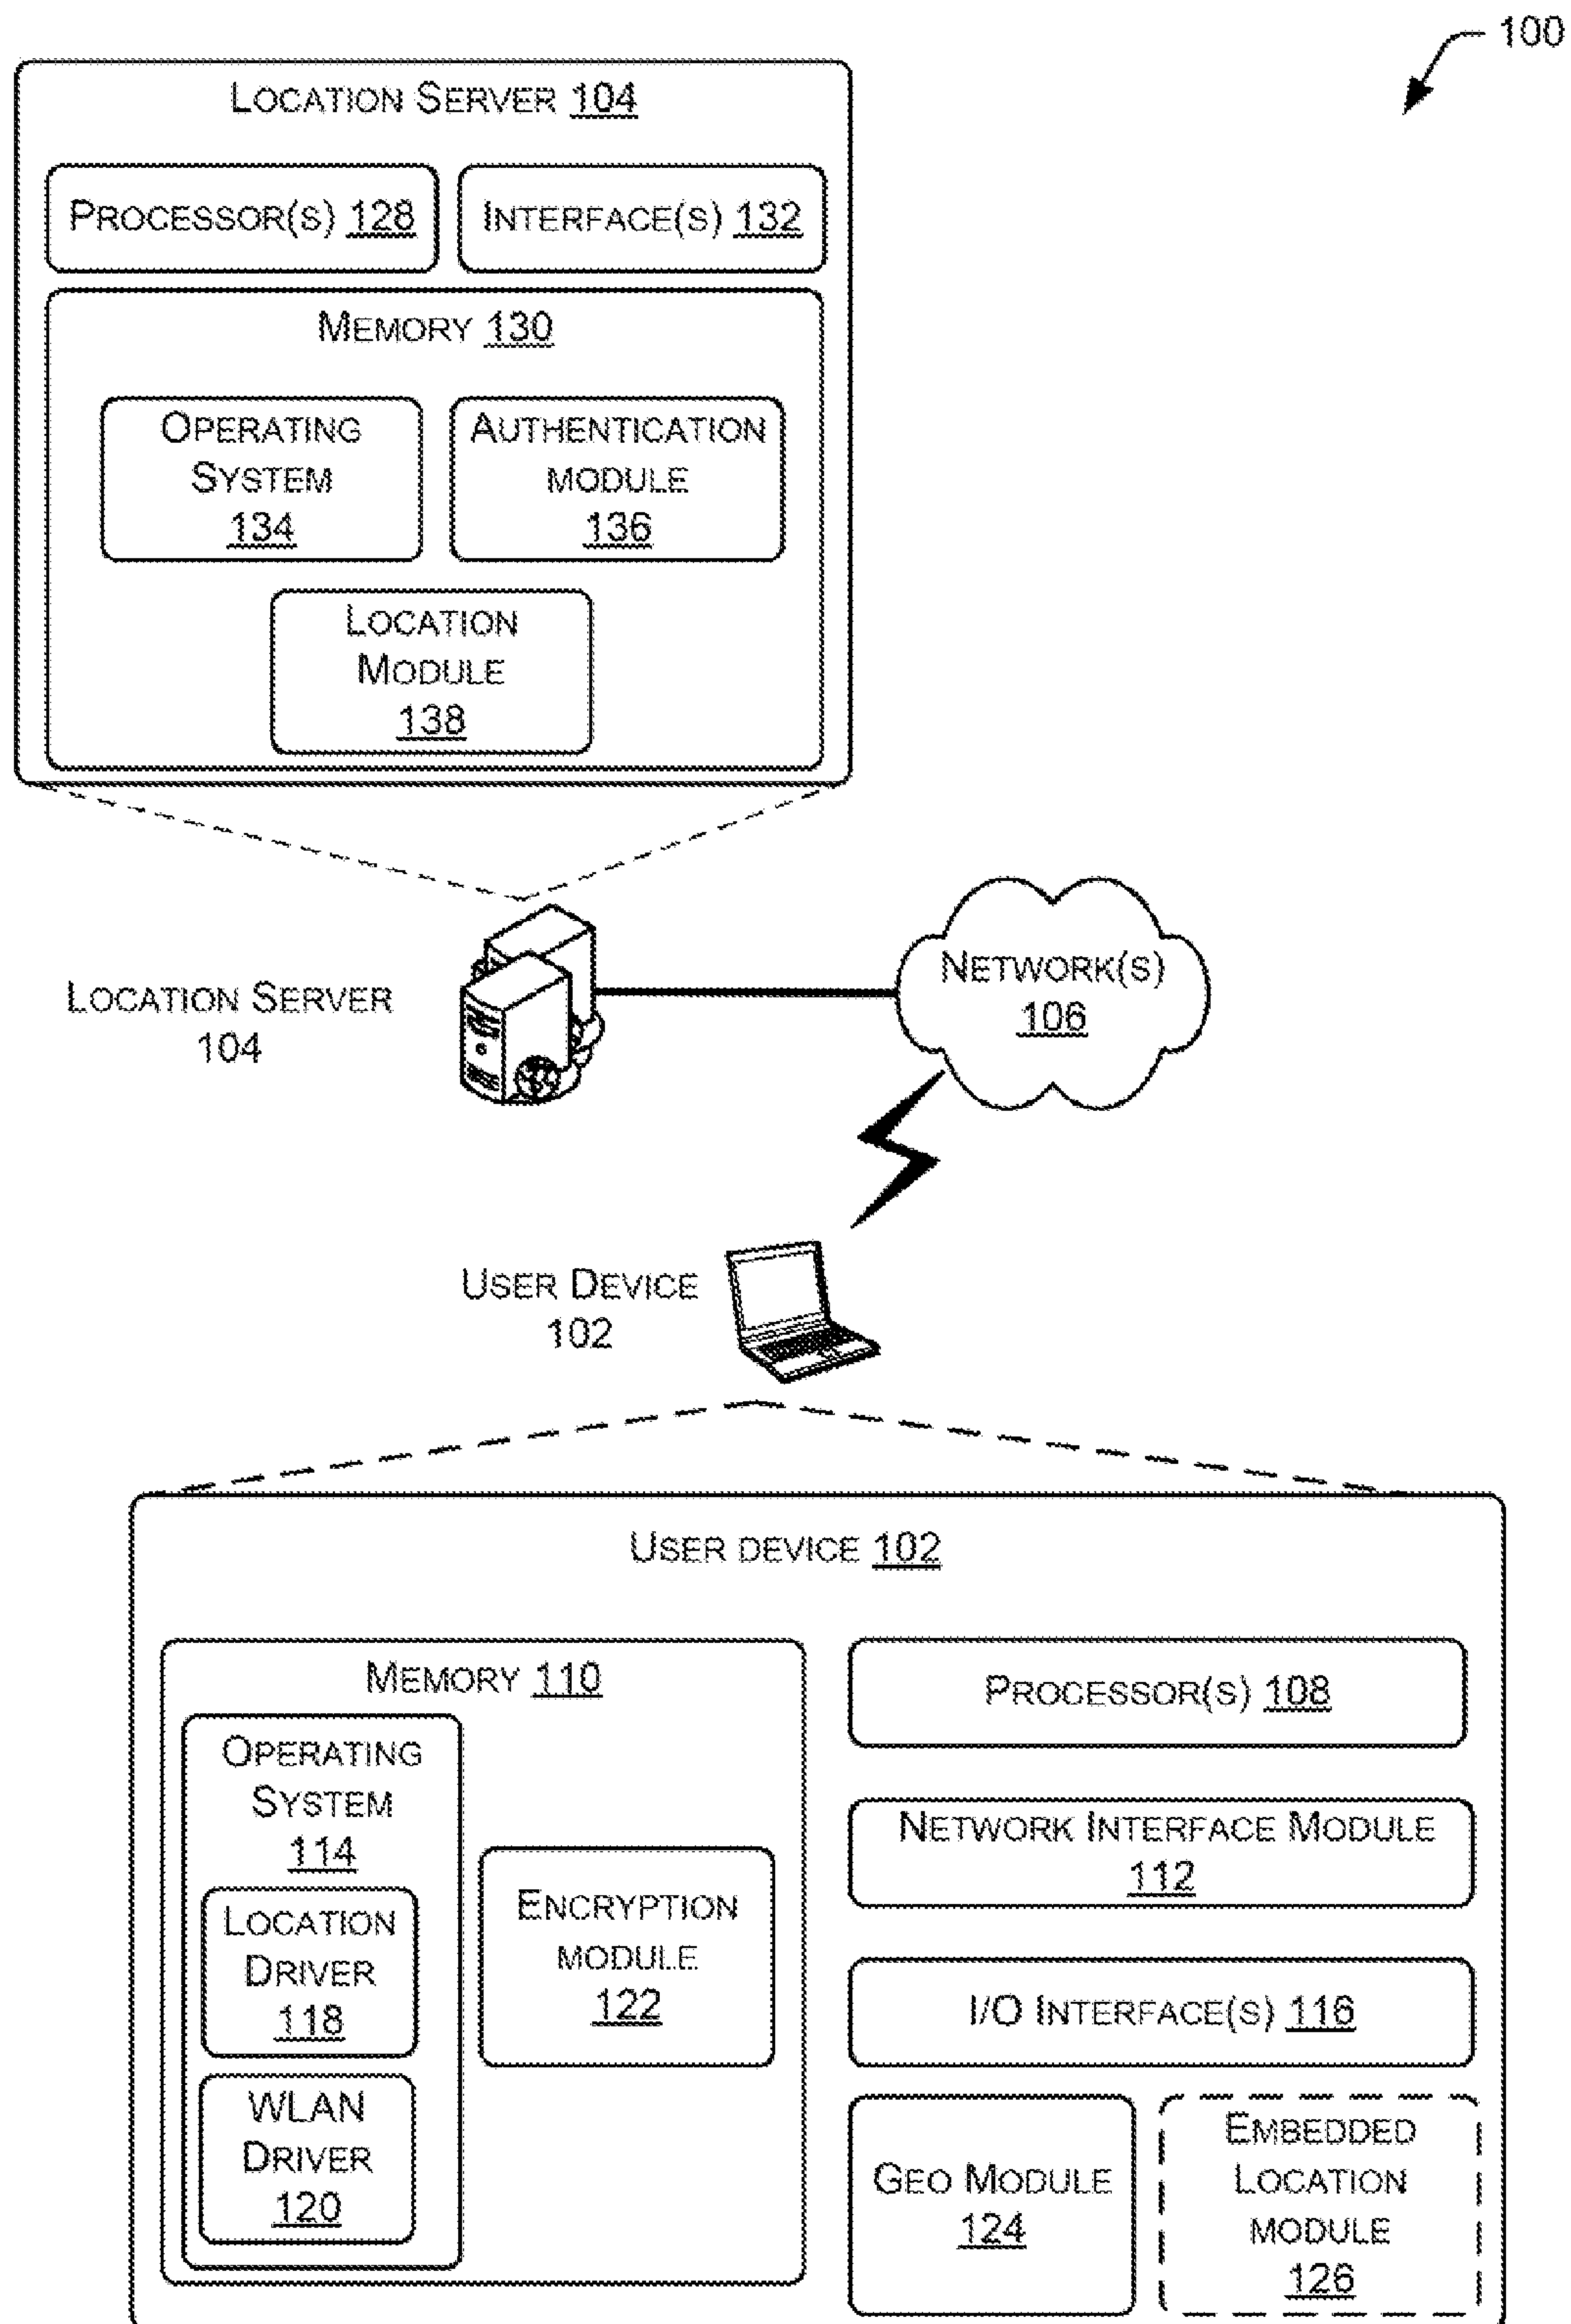 100
LOCATION SERVER 104
PROCESSOR(S) 128
INTERFACE(S) 132
MEMORY 130
OPERATING
SYSTEM
134
AUTHENTICATION
MODULE
136
LOCATION
MODULE
138
LOCATION SERVER
104
NETWORK(S)
106
USER DEVICE
102
USER DEVICE 102
MEMORY 110
OPERATING
SYSTEM
114
LOCATION
DRIVER
118
WLAN
DRIVER
120
ENCRYPTION
MODULE
122
PROCESSOR(S) 108
NETWORK INTERFACE MODULE
112
I/O INTERFACE(S) 116
GEO MODULE
124
EMBEDDED
LOCATION
MODULE
126